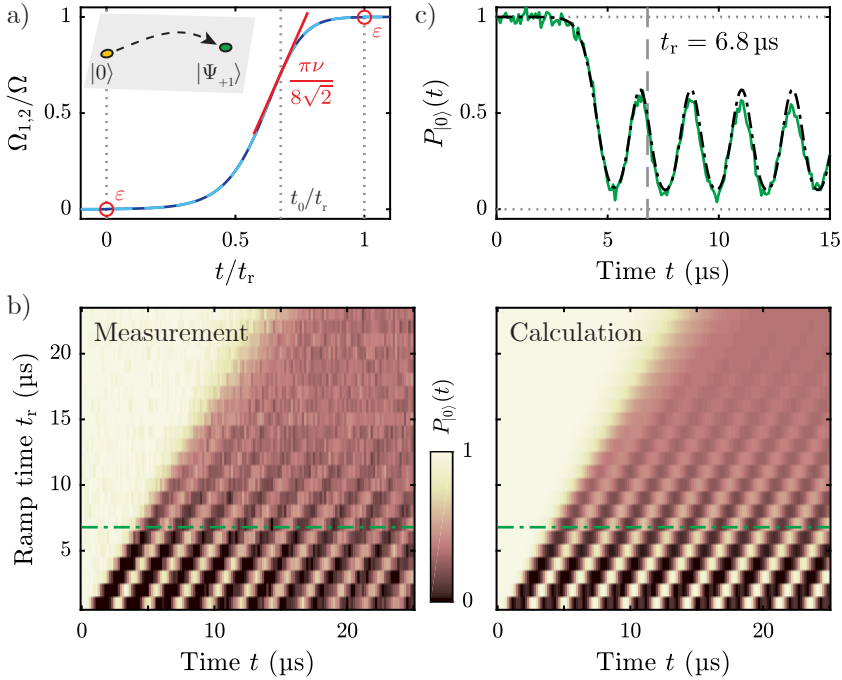 a)
Ω₁,₂/Ω
1
0.5
0
|0⟩
|Ψ₊₁⟩
ε
ε
πν
8√2
t₀/tᵣ
0
0.5
1
t/tᵣ
c)
P|0⟩(t)
1
0.5
0
tᵣ = 6.8 µs
0
5
10
15
Time t (µs)
b)
Ramp time tᵣ (µs)
20
15
10
5
Measurement
0
10
20
Time t (µs)
P|0⟩(t)
1
0
Calculation
0
10
20
Time t (µs)